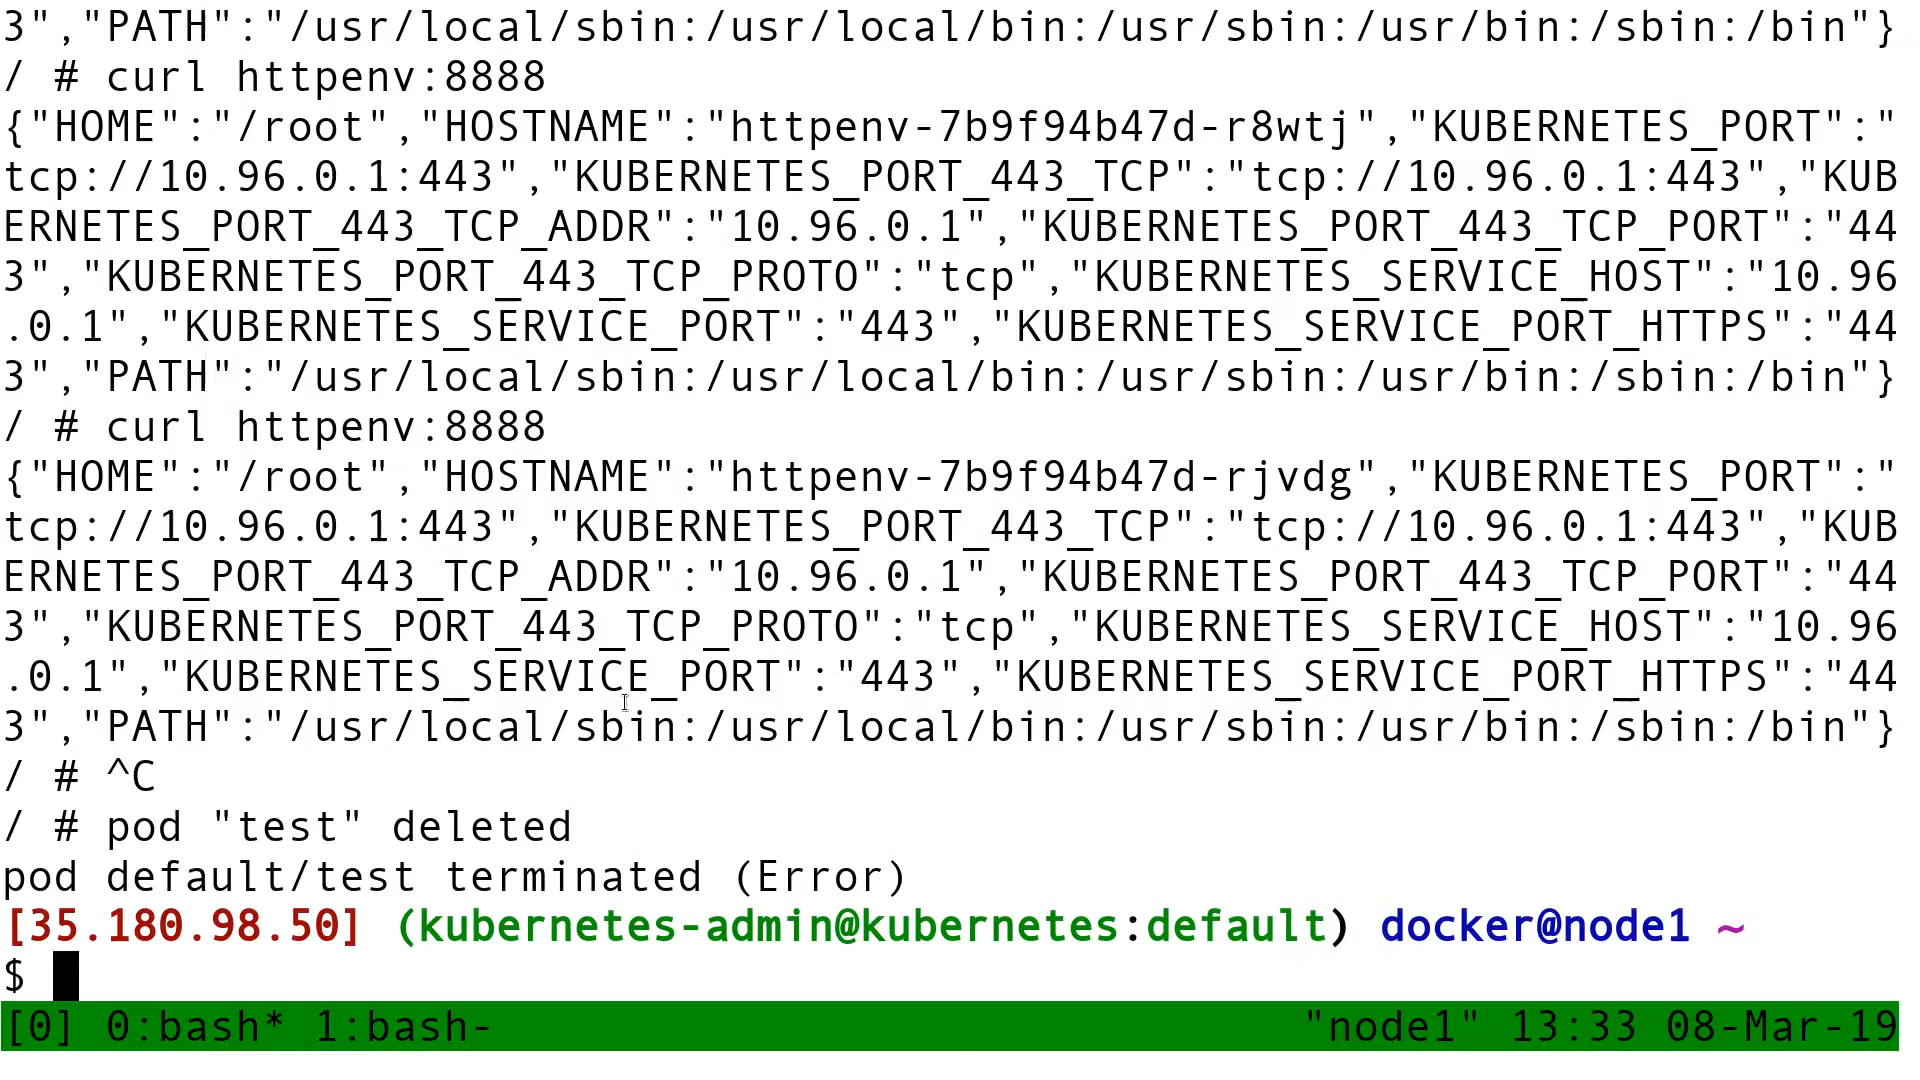 3","PATH":"/usr/local/sbin:/usr/local/bin:/usr/sbin:/usr/bin:/sbin:/bin"}
/ # curl httpenv:8888
{"HOME":"/root","HOSTNAME":"httpenv-7b9f94b47d-r8wtj","KUBERNETES_PORT":"
tcp://10.96.0.1:443","KUBERNETES_PORT_443_TCP":"tcp://10.96.0.1:443","KUB
ERNETES_PORT_443_TCP_ADDR":"10.96.0.1","KUBERNETES_PORT_443_TCP_PORT":"44
3","KUBERNETES_PORT_443_TCP_PROTO":"tcp","KUBERNETES_SERVICE_HOST":"10.96
.0.1","KUBERNETES_SERVICE_PORT":"443","KUBERNETES_SERVICE_PORT_HTTPS":"44
3","PATH":"/usr/local/sbin:/usr/local/bin:/usr/sbin:/usr/bin:/sbin:/bin"}
/ # curl httpenv:8888
{"HOME":"/root","HOSTNAME":"httpenv-7b9f94b47d-rjvdg","KUBERNETES_PORT":"
tcp://10.96.0.1:443","KUBERNETES_PORT_443_TCP":"tcp://10.96.0.1:443","KUB
ERNETES_PORT_443_TCP_ADDR":"10.96.0.1","KUBERNETES_PORT_443_TCP_PORT":"44
3","KUBERNETES_PORT_443_TCP_PROTO":"tcp","KUBERNETES_SERVICE_HOST":"10.96
.0.1","KUBERNETES_SERVICE_PORT":"443","KUBERNETES_SERVICE_PORT_HTTPS":"44
3","PATH":"/usr/local/sbin:/usr/local/bin:/usr/sbin:/usr/bin:/sbin:/bin"}
/ # ^C
/ # pod "test" deleted
pod default/test terminated (Error)
[35.180.98.50] (kubernetes-admin@kubernetes:default) docker@node1 ~
$
[0] 0:bash* 1:bash- "node1" 13:33 08-Mar-19